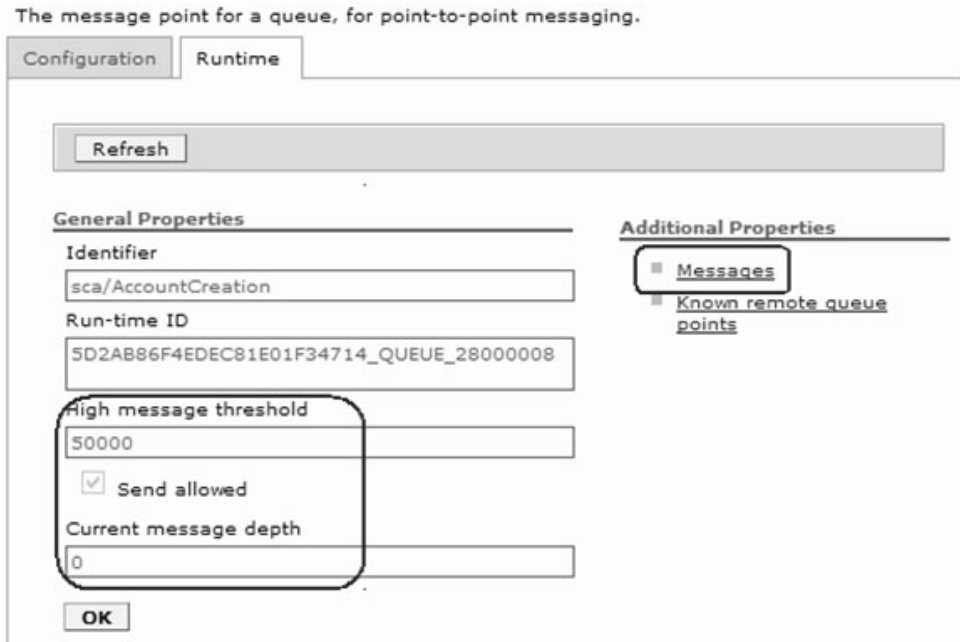 The message point for a queue, for point-to-point messaging.
Configuration
Runtime
Refresh
General Properties
Identifier
sca/AccountCreation
Run-time ID
5D2AB86F4EDEC81E01F34714_QUEUE_28000008
High message threshold
50000
Send allowed
Current message depth
0
OK
Additional Properties
Messages
Known remote queue
points